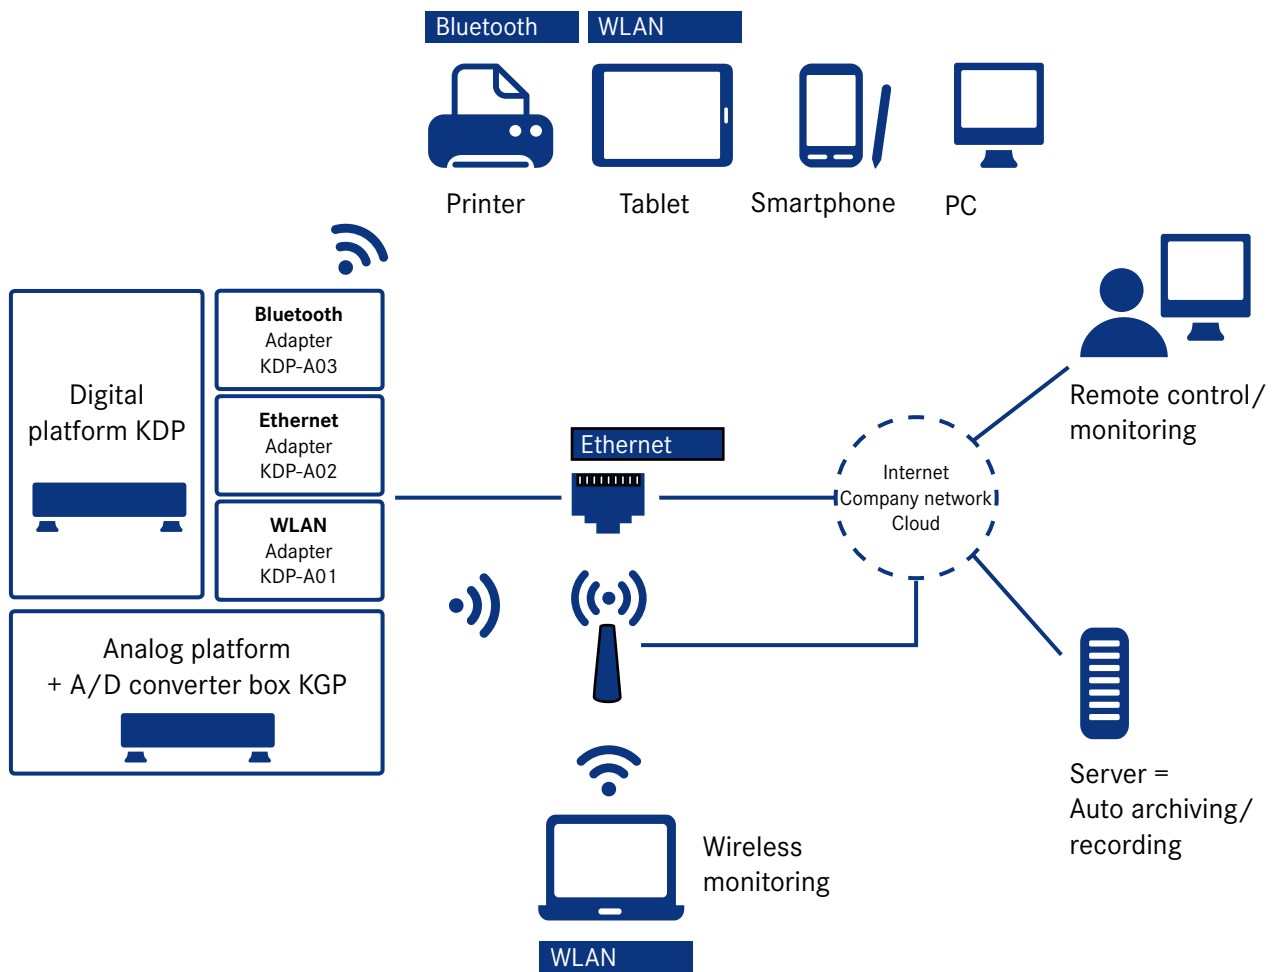 Bluetooth
WLAN
Printer
Tablet
Smartphone
PC
Digital
platform KDP
Bluetooth
Adapter
KDP-A03
Ethernet
Adapter
KDP-A02
WLAN
Adapter
KDP-A01
Analog platform
+ A/D converter box KGP
Ethernet
Internet
Company network
Cloud
Remote control/
monitoring
Server =
Auto archiving/
recording
Wireless
monitoring
WLAN